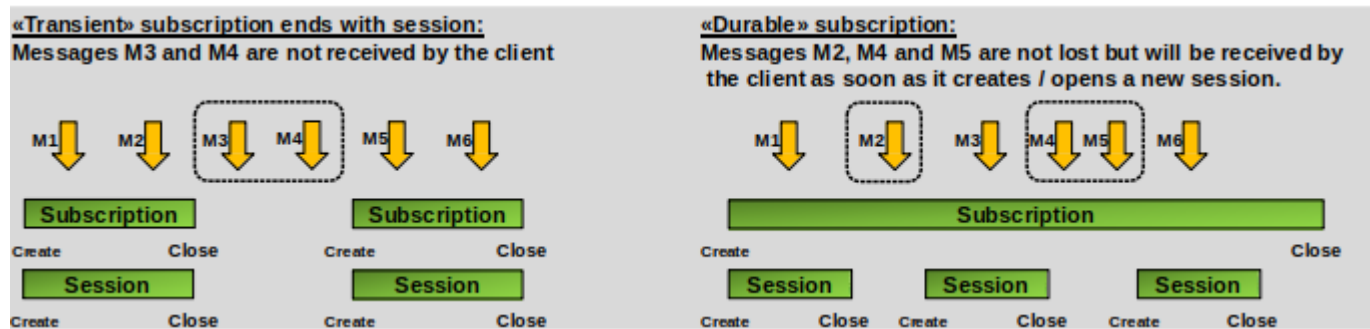 «Transient» subscription ends with session:
Messages M3 and M4 are not received by the client
M1 M2 M3 M4 M5 M6
Subscription Subscription
Create Close Create Close
Session Session
Create Close Create Close
«Durable» subscription:
Messages M2, M4 and M5 are not lost but will be received by
the client as soon as it creates / opens a new session.
M1 M2 M3 M4 M5 M6
Subscription
Create Close
Session Session Session
Create Close Create Close Create Close